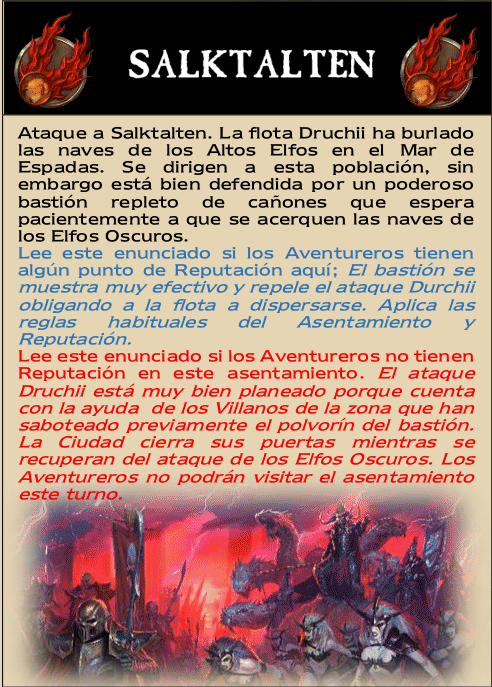 SALKTALTEN
Ataque a Salktalten. La flota Druchii ha burlado
las naves de los Altos Elfos en el Mar de
Espadas. Se dirigen a esta población, sin
embargo está bien defendida por un poderoso
bastión repleto de cañones que espera
pacientemente a que se acerquen las naves de
los Elfos Oscuros.
Lee este enunciado si los Aventureros tienen
algún punto de Reputación aquí; El bastión se
muestra muy efectivo y repele el ataque Durchii
obligando a la flota a dispersarse. Aplica las
reglas habituales del Asentamiento y
Reputación.
Lee este enunciado si los Aventureros no tienen
Reputación en este asentamiento. El ataque
Druchii está muy bien planeado porque cuenta
con la ayuda de los Villanos de la zona que han
saboteado previamente el polvorín del bastión.
La Ciudad cierra sus puertas mientras se
recuperan del ataque de los Elfos Oscuros. Los
Aventureros no podrán visitar el asentamiento
este turno.